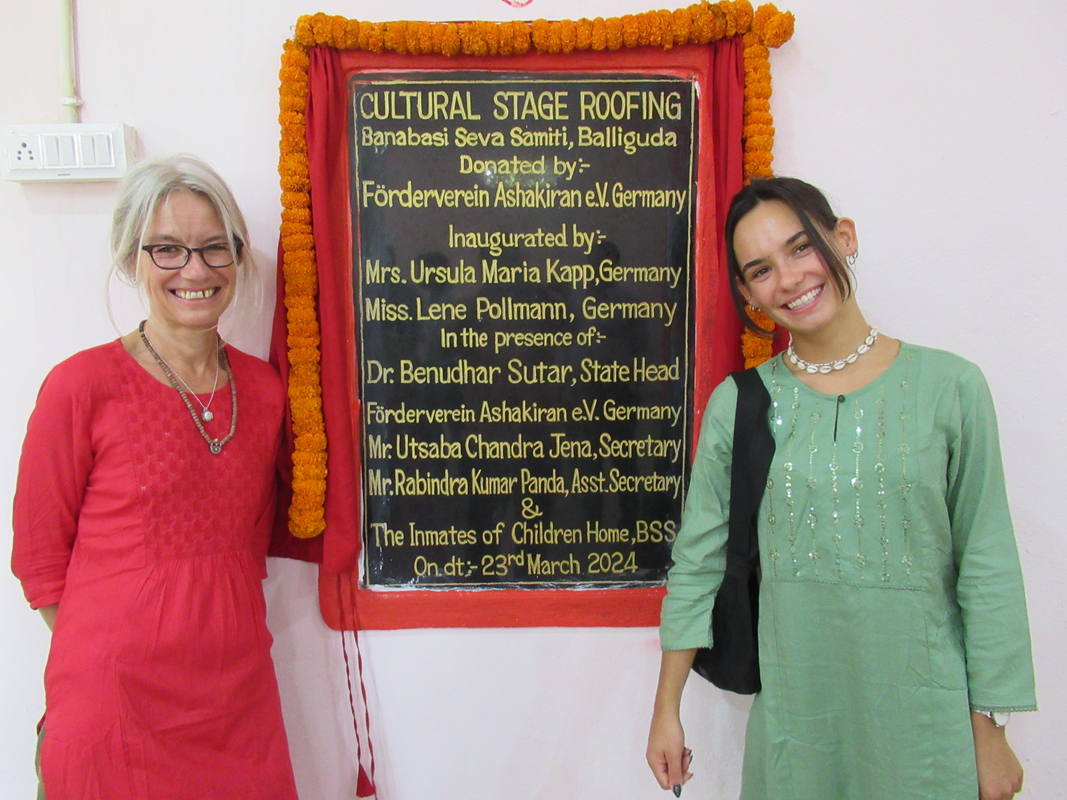 CULTURAL STAGE ROOFING
Banabasi Seva Samiti, Balliguda
Donated by:-
Förderverein Ashakiran e.V. Germany
Inaugurated by:-
Mrs. Ursula Maria Kapp, Germany
Miss. Lene Pollmann, Germany
In the presence of:-
Dr. Benudhar Sutar, State Head
Förderverein Ashakiran e.V. Germany
Mr. Utsaba Chandra Jena, Secretary
Mr. Rabindra Kumar Panda, Asst. Secretary
&
The Inmates of Children Home, BSS
On. dt:- 23rd March 2024